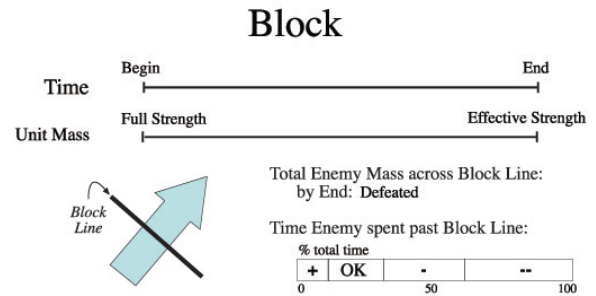 Block
Begin End
Time
Full Strength Effective Strength
Unit Mass
Total Enemy Mass across Block Line:
by End: Defeated
Block
Line
Time Enemy spent past Block Line:
% total time
+ OK - --
0 50 100